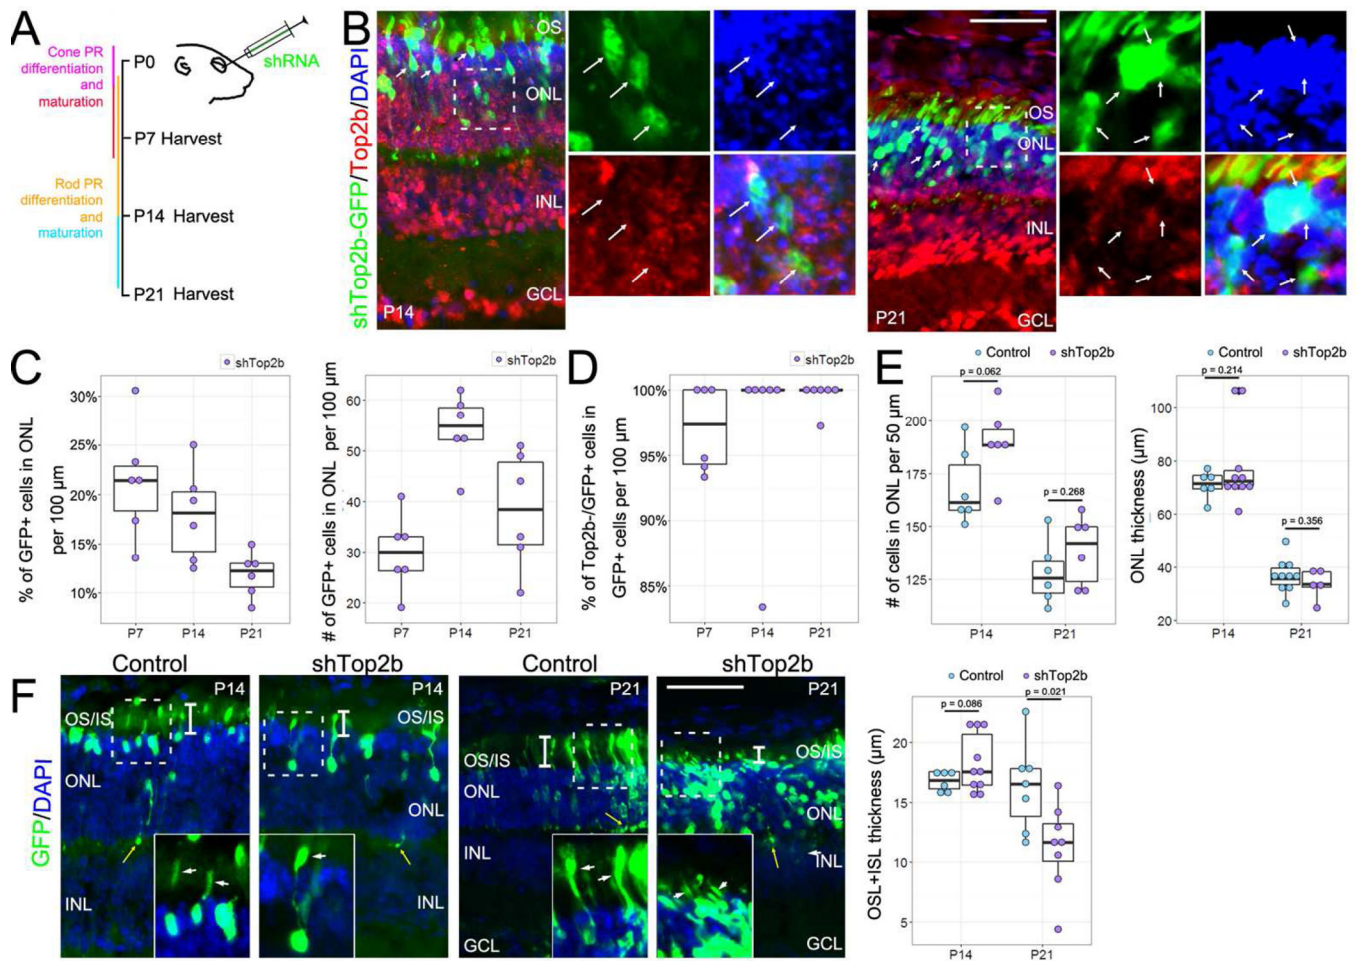 A
Cone PR
differentiation
and
maturation
Rod PR
differentiation
and
maturation
P0
P7 Harvest
P14 Harvest
P21 Harvest
shRNA
B
shTop2b-GFP/Top2b/DAPI
OS
ONL
INL
GCL
P14
OS
ONL
INL
P21
GCL
C
shTop2b
% of GFP+ cells in ONL
per 100 µm
30%
20%
15%
10%
P7
P14
P21
shTop2b
# of GFP+ cells in ONL per 100 µm
60
50
30
20
P7
P14
P21
D
shTop2b
% of Top2b-/GFP+ cells in
GFP+ cells per 100 µm
100%
95%
90%
85%
P7
P14
P21
E
Control
shTop2b
# of cells in ONL per 50 µm
200
175
150
125
p = 0.062
p = 0.268
P14
P21
Control
shTop2b
ONL thickness (µm)
100
80
60
40
20
p = 0.214
p = 0.356
P14
P21
F
GFP/DAPI
Control
shTop2b
Control
shTop2b
P14
OS/IS
ONL
INL
P14
OS/IS
ONL
INL
P21
OS/IS
ONL
INL
GCL
P21
OS/IS
ONL
INL
GCL
Control
shTop2b
OSL+ISL thickness (µm)
20
15
10
5
p = 0.086
p = 0.021
P14
P21